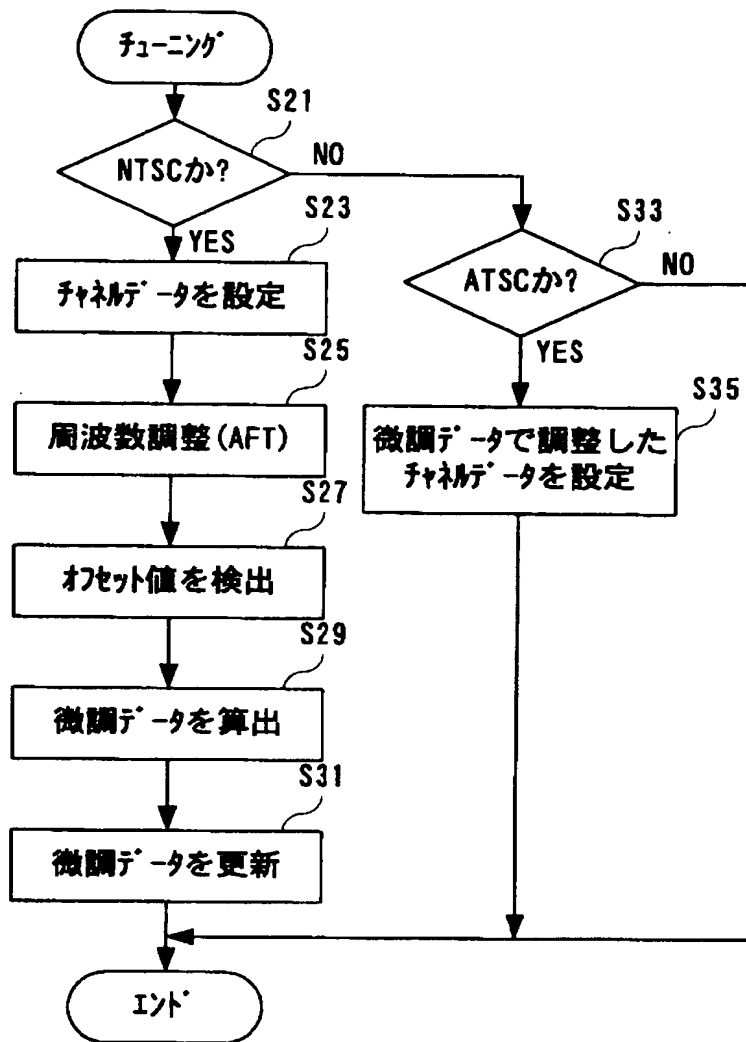 チューニング
S21
NTSCか?
NO
YES
S23
チャネルデータを設定
S25
周波数調整(AFT)
S27
オフセット値を検出
S29
微調データを算出
S31
微調データを更新
S33
ATSCか?
NO
YES
S35
微調データで調整した
チャネルデータを設定
エンド